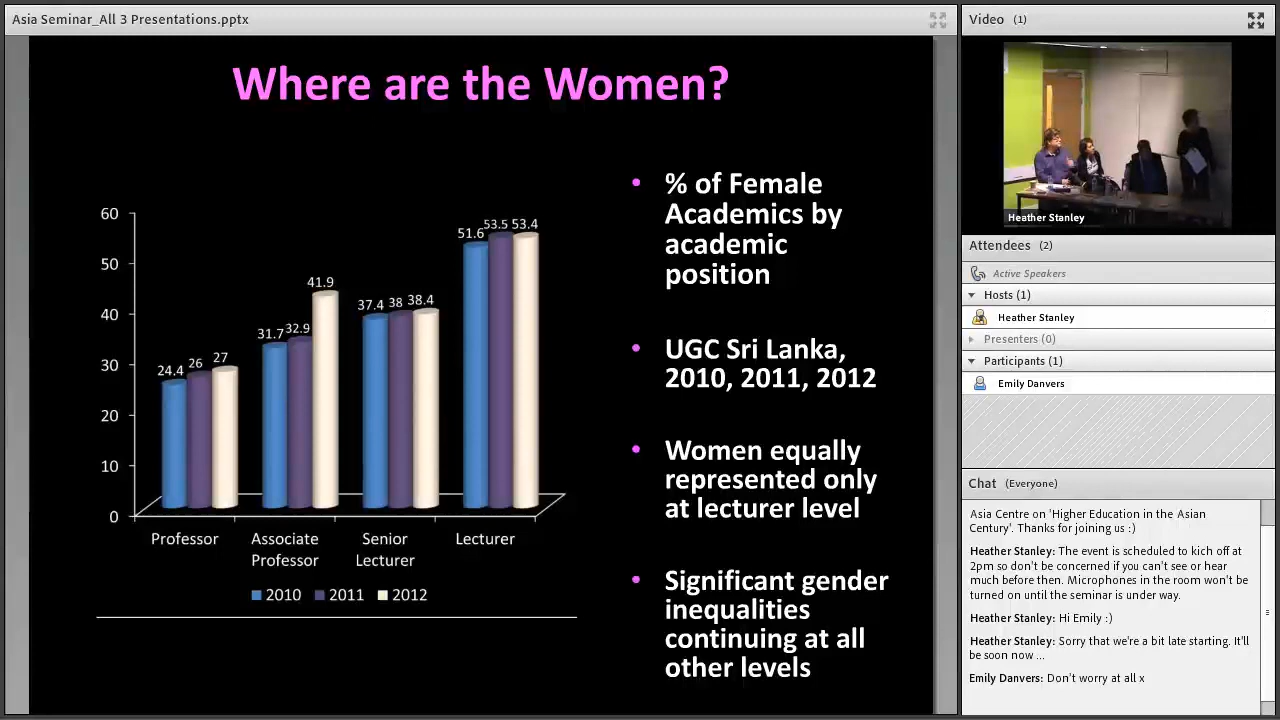 Asia Seminar_All 3 Presentations.pptx
Where are the Women?
60
50
40
30
20
10
0
24.4 26 27
31.7 32.9 41.9
37.4 38 38.4
51.6 53.5 53.4
Professor
Associate
Professor
Senior
Lecturer
Lecturer
2010 2011 2012
• % of Female
Academics by
academic
position
• UGC Sri Lanka,
2010, 2011, 2012
• Women equally
represented only
at lecturer level
• Significant gender
inequalities
continuing at all
other levels
Video (1)
Heather Stanley
Attendees (2)
Active Speakers
Hosts (1)
Heather Stanley
Presenters (0)
Participants (1)
Emily Danvers
Chat (Everyone)
Asia Centre on 'Higher Education in the Asian
Century'. Thanks for joining us :)
Heather Stanley: The event is scheduled to kick off at
2pm so don't be concerned if you can't see or hear
much before then. Microphones in the room won't be
turned on until the seminar is under way.
Heather Stanley: Hi Emily :)
Heather Stanley: Sorry that we're a bit late starting. It'll
be soon now ...
Emily Danvers: Don't worry at all x